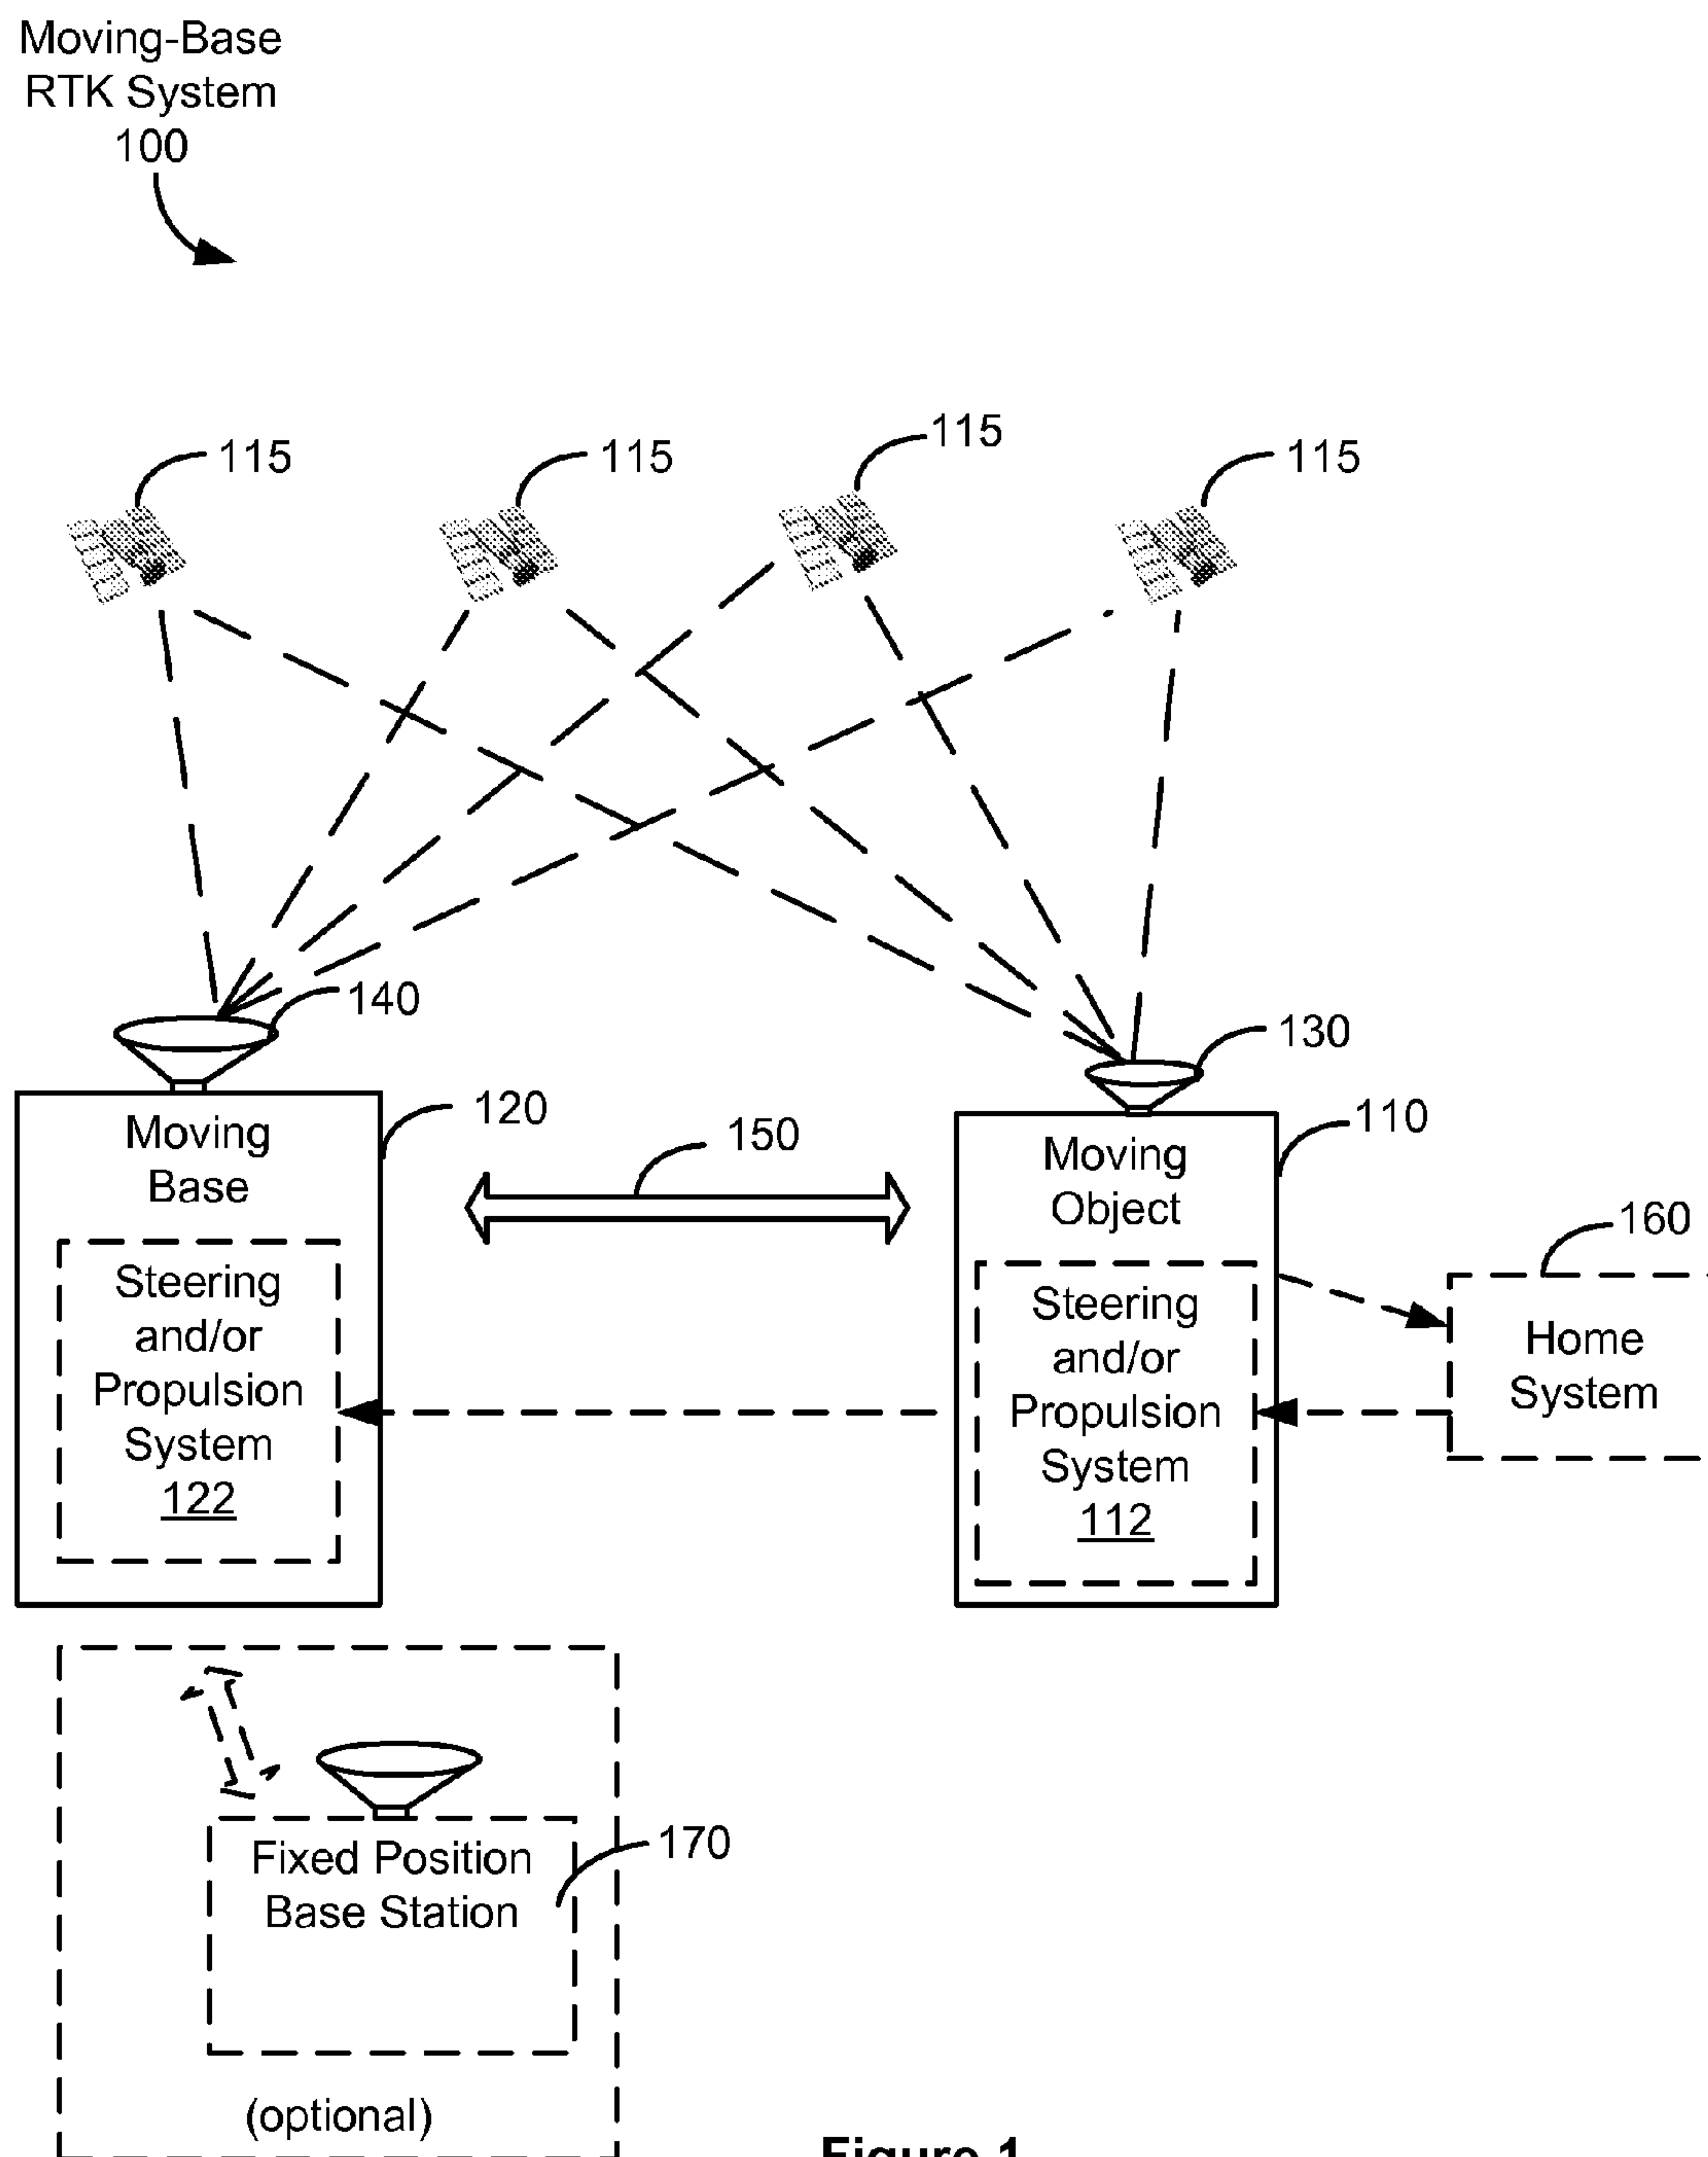 Moving-Base
RTK System
100
115
115
115
115
140
130
120
150
110
Moving
Base
Moving
Object
160
Steering
and/or
Propulsion
System
122
Steering
and/or
Propulsion
System
112
Home
System
170
Fixed Position
Base Station
(optional)
Figure 1